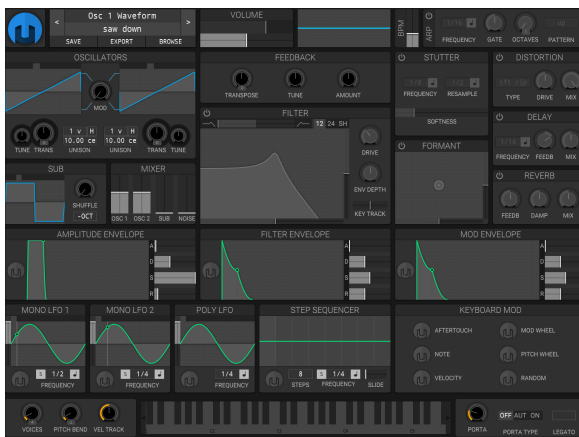 Osc 1 Waveform
< >
saw down
SAVE EXPORT BROWSE
VOLUME
BPM
ARP
1/16
up
FREQUENCY GATE OCTAVES PATTERN
OSCILLATORS
MOD
TUNE TRANS
1 v H
10.00 ce
UNISON
1 v H
10.00 ce
UNISON
TRANS TUNE
FEEDBACK
TRANSPOSE TUNE AMOUNT
STUTTER
FREQUENCY RESAMPLE
SOFTNESS
DISTORTION
TYPE DRIVE MIX
SUB
SHUFFLE
-OCT
MIXER
OSC 1 OSC 2 SUB NOISE
FILTER
12 24 SH
DRIVE
ENV DEPTH
KEY TRACK
FORMANT
DELAY
FREQUENCY FEEDB MIX
REVERB
FEEDB DAMP MIX
AMPLITUDE ENVELOPE
A
D
S
R
FILTER ENVELOPE
A
D
S
R
MOD ENVELOPE
A
D
S
R
MONO LFO 1
S 1/2
FREQUENCY
MONO LFO 2
S 1/4
FREQUENCY
POLY LFO
1/4
FREQUENCY
STEP SEQUENCER
8 S 1/4
STEPS FREQUENCY SLIDE
KEYBOARD MOD
AFTERTOUCH MOD WHEEL
NOTE PITCH WHEEL
VELOCITY RANDOM
VOICES PITCH BEND VEL TRACK
PORTA
OFF AUT ON
PORTA TYPE LEGATO